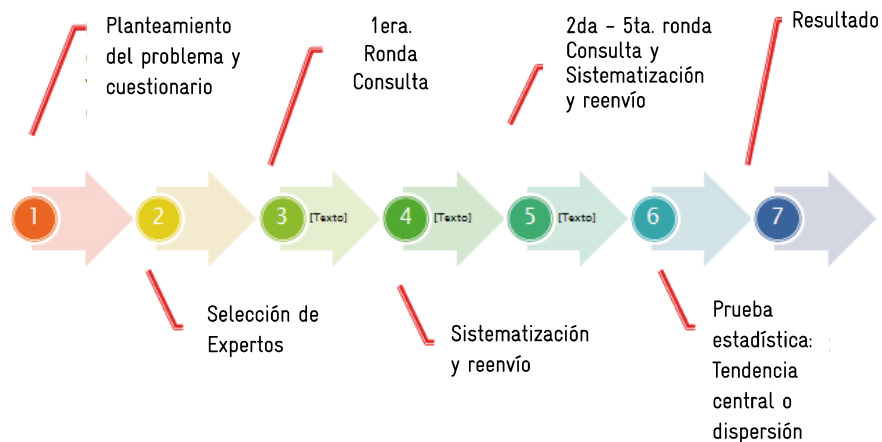 Planteamiento
del problema y
cuestionario
1era.
Ronda
Consulta
2da - 5ta. ronda
Consulta y
Sistematización
y reenvío
Resultado
1
2
3
[Texto]
4
[Texto]
5
[Texto]
6
7
Selección de
Expertos
Sistematización
y reenvío
Prueba
estadística:
Tendencia
central o
dispersión